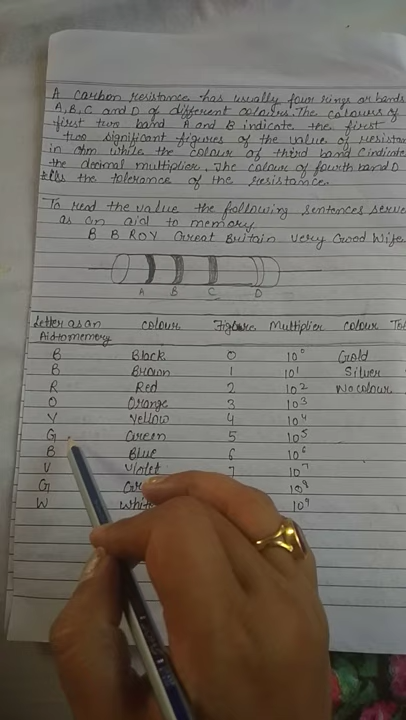 A carbon resistance has usually four rings or bands
A, B, C and D of different colours. The colours of
first two band A and B indicate the first
two significant figures of the value of resistan
in ohm while the colour of third band C indicate
the decimal multiplier. The colour of fourth band D
tells the tolerance of the resistance.
To read the value the following sentences serve
as an aid to memory
B B ROY Great Britain very Good Wife
A B C D
Letter as an colour Figure Multiplier colour To
Aid to memory
B Black 0 10⁰ Gold
B Brown 1 10¹ Silver
R Red 2 10² No colour
O Orange 3 10³
Y Yellow 4 10⁴
G Green 5 10⁵
B Blue 6 10⁶
V Violet 7 10⁷
G 10⁸
W White 10⁹